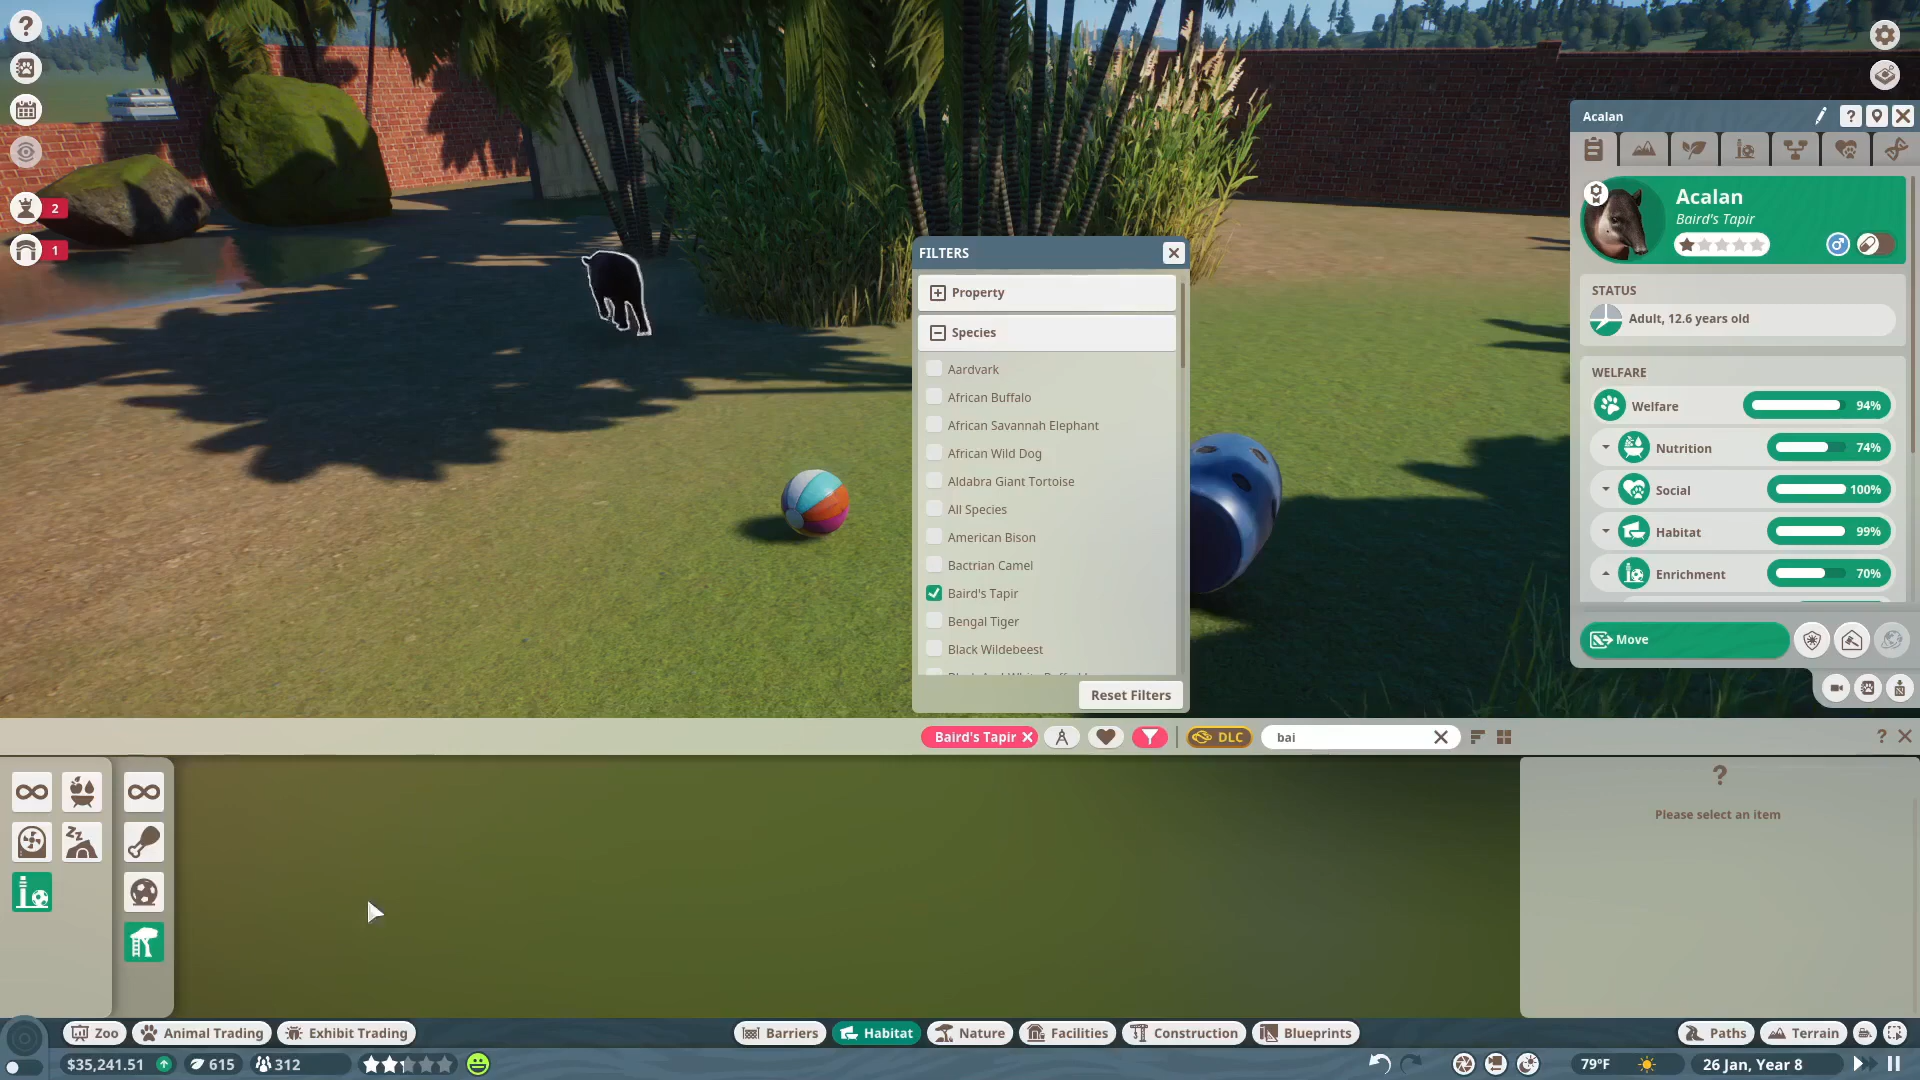 2
1
Acalan
Acalan
Baird's Tapir
STATUS
Adult, 12.6 years old
WELFARE
Welfare 94%
Nutrition 74%
Social 100%
Habitat 99%
Enrichment 70%
Move
FILTERS
Property
Species
Aardvark
African Buffalo
African Savannah Elephant
African Wild Dog
Aldabra Giant Tortoise
All Species
American Bison
Bactrian Camel
Baird's Tapir
Bengal Tiger
Black Wildebeest
Reset Filters
Baird's Tapir
DLC
bai
?
?
Please select an item
Zoo
Animal Trading
Exhibit Trading
Barriers
Habitat
Nature
Facilities
Construction
Blueprints
Paths
Terrain
$35,241.51
615
312
79°F
26 Jan, Year 8